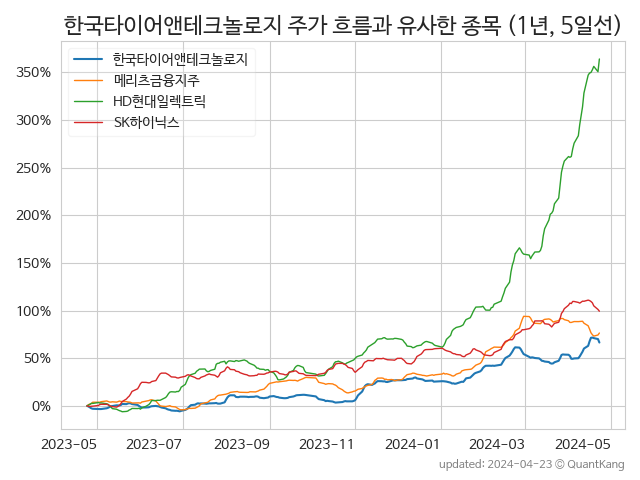 한국타이어앤테크놀로지 주가 흐름과 유사한 종목 (1년, 5일선)
한국타이어앤테크놀로지
메리츠금융지주
HD현대일렉트릭
SK하이닉스
350%
300%
250%
200%
150%
100%
50%
0%
2023-05 2023-07 2023-09 2023-11 2024-01 2024-03 2024-05
updated: 2024-04-23 © QuantKang